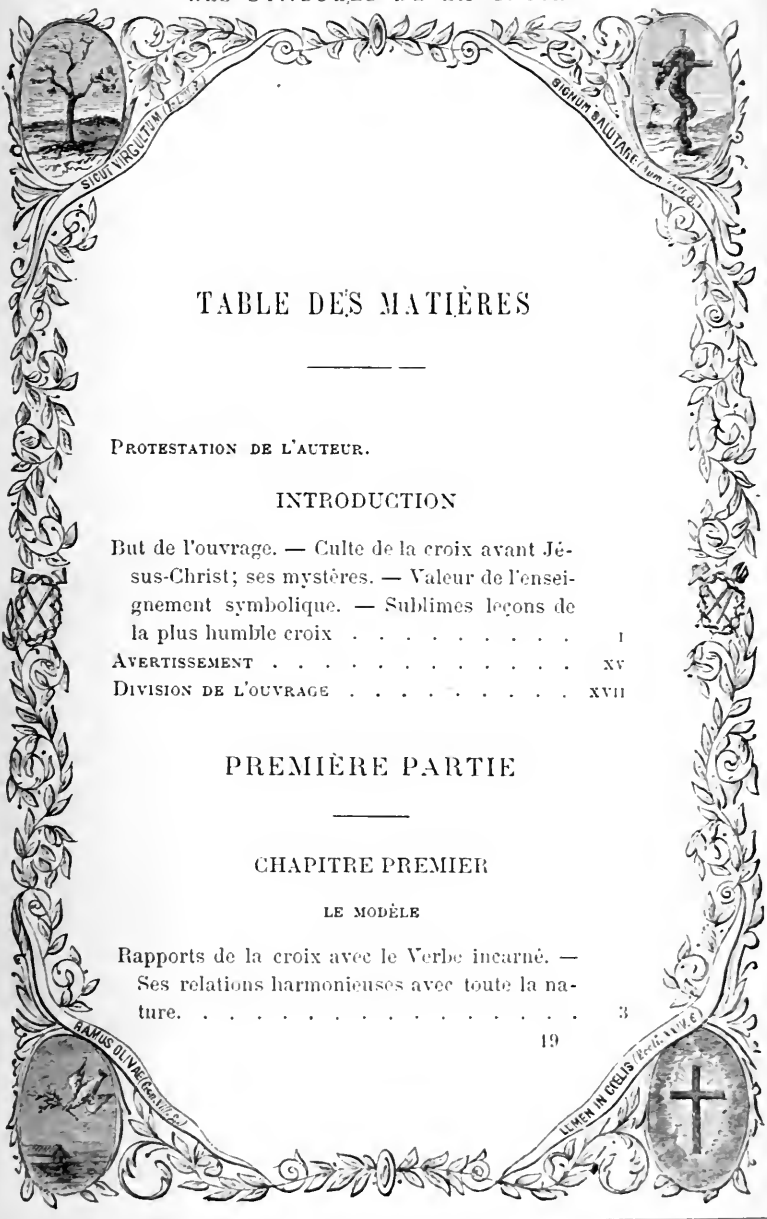 SICUT VIRGULTUM
SIGNUM SALUTARE
TABLE DES MATIÈRES
PROTESTATION DE L'AUTEUR.
INTRODUCTION
But de l'ouvrage. — Culte de la croix avant Jé-
sus-Christ; ses mystères. — Valeur de l'ensei-
gnement symbolique. — Sublimes leçons de
la plus humble croix . . . . . . . . . I
AVERTISSEMENT . . . . . . . . . . . . . XV
DIVISION DE L'OUVRAGE . . . . . . . . . XVII
PREMIÈRE PARTIE
CHAPITRE PREMIER
LE MODÈLE
Rapports de la croix avec le Verbe incarné. —
Ses relations harmonieuses avec toute la na-
ture. . . . . . . . . . . . . . . . 3
19
RAMUS OLIVAE
LUMEN IN CŒLIS